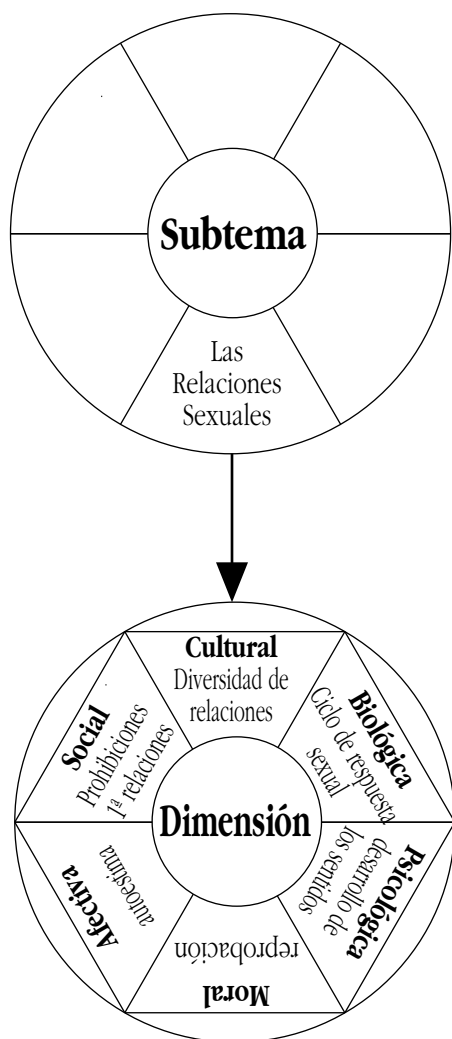 Subtema
Las
Relaciones
Sexuales
Cultural
Diversidad de
relaciones
Biológica
Ciclo de respuesta
sexual
Psicológica
desarrollo de
los sentidos
Moral
reprobación
Afectiva
autoestima
Social
Prohibiciones
1ª relaciones
Dimensión